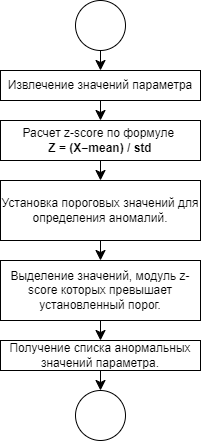 Извлечение значений параметра
Расчет z-score по формуле
Z = (X–mean) / std
Установка пороговых значений для
определения аномалий.
Выделение значений, модуль z-
score которых превышает
установленный порог.
Получение списка анормальных
значений параметра.